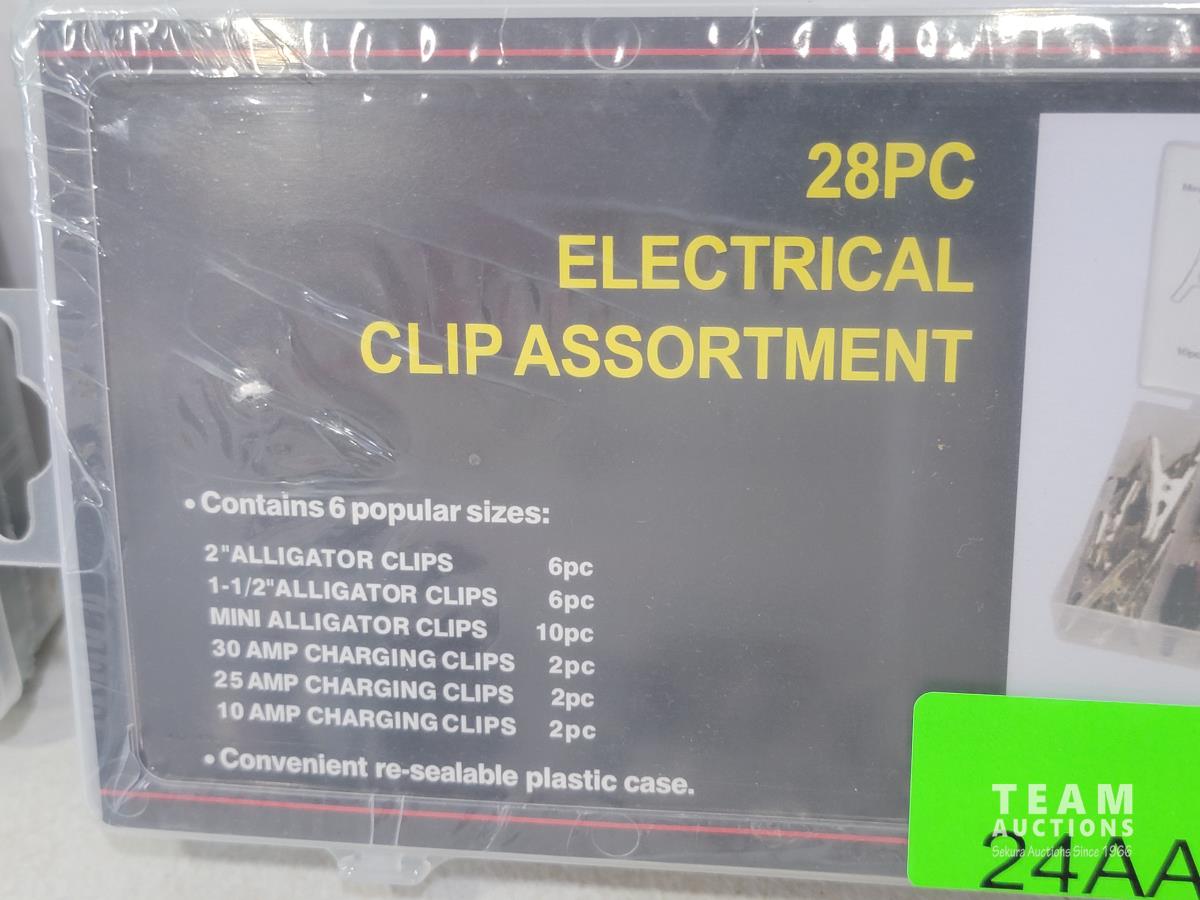 28PC
ELECTRICAL
CLIP ASSORTMENT
• Contains 6 popular sizes:
2" ALLIGATOR CLIPS 6pc
1-1/2" ALLIGATOR CLIPS 6pc
MINI ALLIGATOR CLIPS 10pc
30 AMP CHARGING CLIPS 2pc
25 AMP CHARGING CLIPS 2pc
10 AMP CHARGING CLIPS 2pc
• Convenient re-sealable plastic case.
TEAM
AUCTIONS
Sekura Auctions Since 1966
24AA